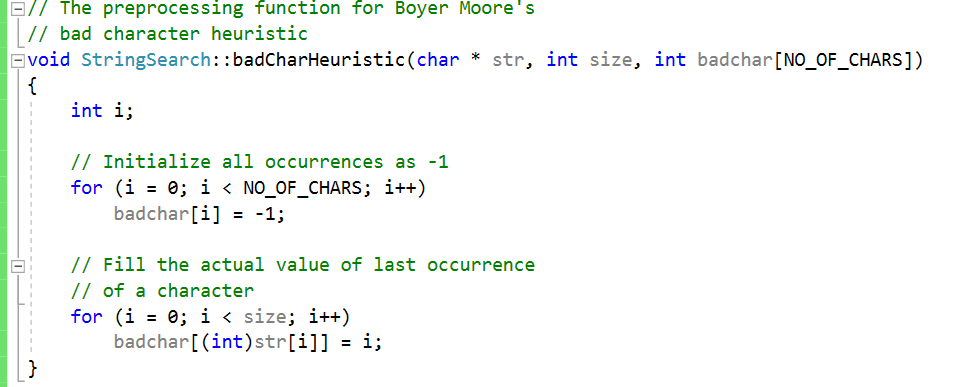 // The preprocessing function for Boyer Moore's
// bad character heuristic
void StringSearch::badCharHeuristic(char * str, int size, int badchar[NO_OF_CHARS])
{
    int i;

    // Initialize all occurrences as -1
    for (i = 0; i < NO_OF_CHARS; i++)
        badchar[i] = -1;

    // Fill the actual value of last occurrence
    // of a character
    for (i = 0; i < size; i++)
        badchar[(int)str[i]] = i;
}